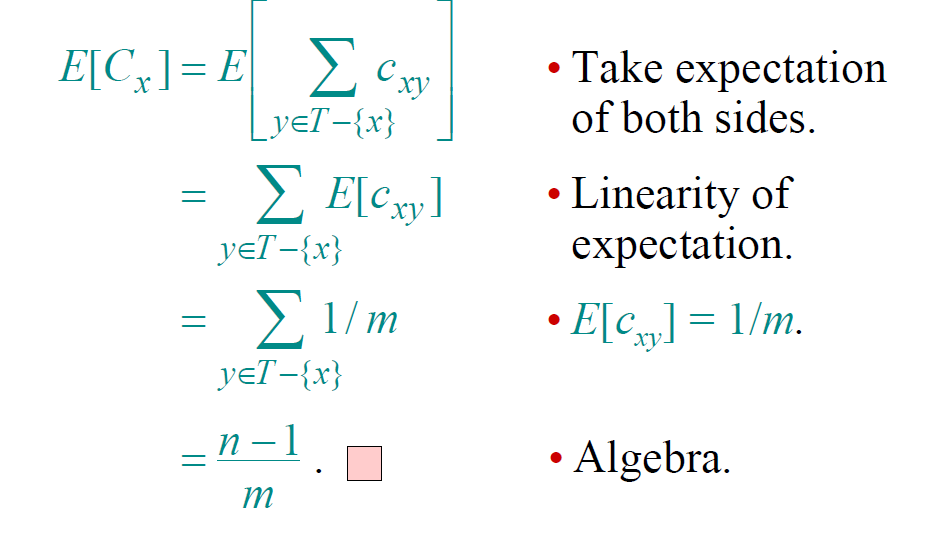 E[C_x] = E[ ∑_{y∈T−{x}} c_{xy} ] • Take expectation
of both sides.
= ∑_{y∈T−{x}} E[c_{xy}] • Linearity of
expectation.
= ∑_{y∈T−{x}} 1/m • E[c_{xy}] = 1/m.
= \frac{n − 1}{m} . • Algebra.